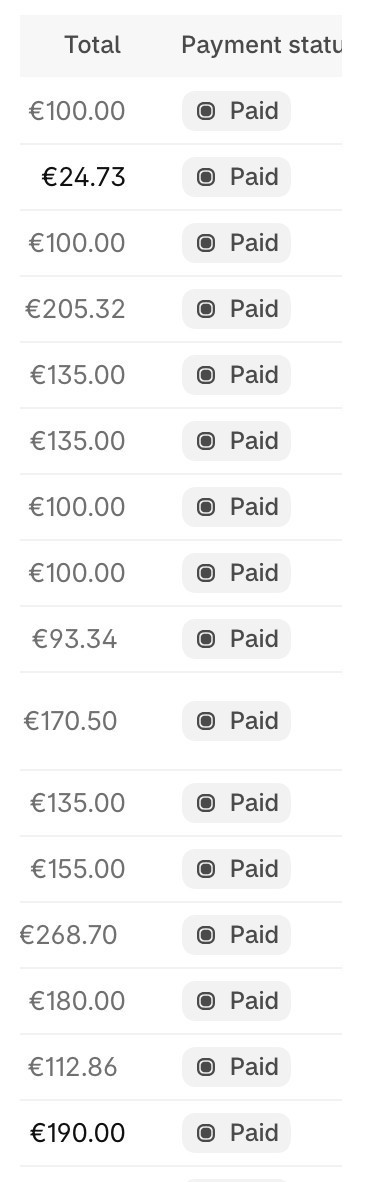 Total Payment statu
€100.00 Paid
€24.73 Paid
€100.00 Paid
€205.32 Paid
€135.00 Paid
€135.00 Paid
€100.00 Paid
€100.00 Paid
€93.34 Paid
€170.50 Paid
€135.00 Paid
€155.00 Paid
€268.70 Paid
€180.00 Paid
€112.86 Paid
€190.00 Paid